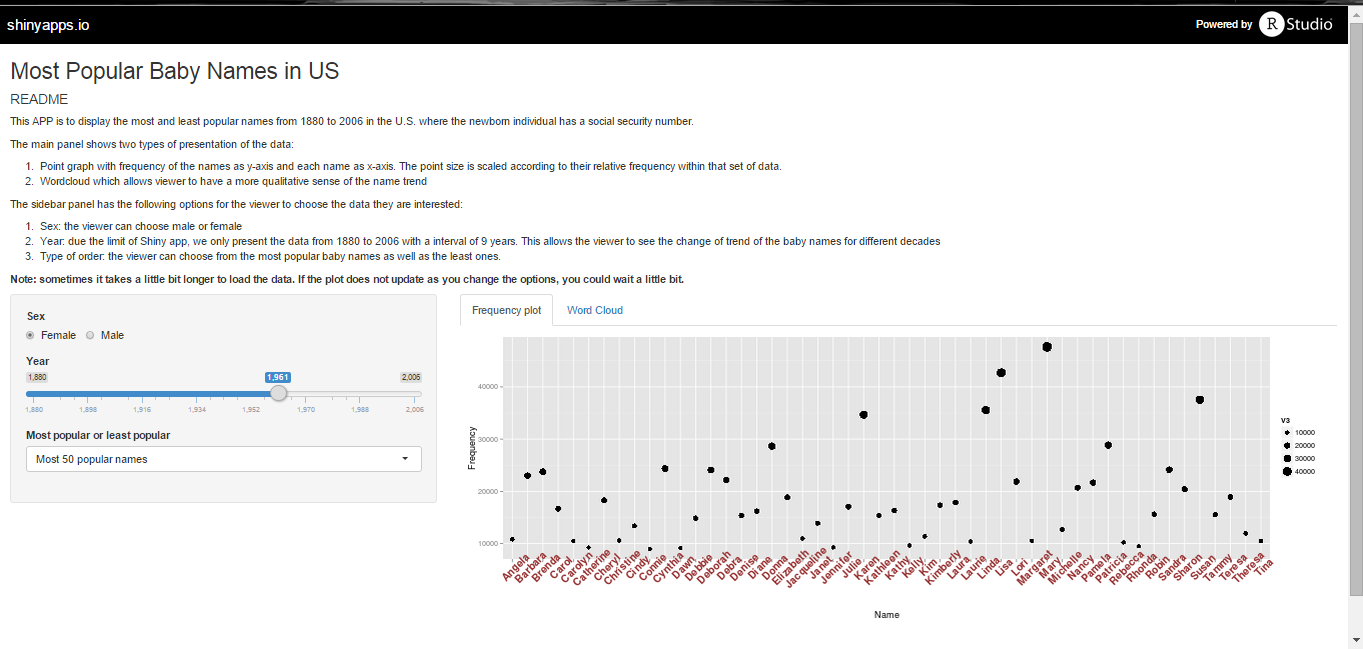 shinyapps.io
Powered by R Studio
Most Popular Baby Names in US
README
This APP is to display the most and least popular names from 1880 to 2006 in the U.S. where the newborn individual has a social security number.
The main panel shows two types of presentation of the data:
1. Point graph with frequency of the names as y-axis and each name as x-axis. The point size is scaled according to their relative frequency within that set of data.
2. Wordcloud which allows viewer to have a more qualitative sense of the name trend
The sidebar panel has the following options for the viewer to choose the data they are interested:
1. Sex: the viewer can choose male or female
2. Year: due the limit of Shiny app, we only present the data from 1880 to 2006 with a interval of 9 years. This allows the viewer to see the change of trend of the baby names for different decades
3. Type of order: the viewer can choose from the most popular baby names as well as the least ones.
Note: sometimes it takes a little bit longer to load the data. If the plot does not update as you change the options, you could wait a little bit.
Sex
Female Male
Year
1,880 1,961 2,006
1,880 1,898 1,916 1,934 1,952 1,970 1,988 2,006
Most popular or least popular
Most 50 popular names
Frequency plot Word Cloud
Frequency
40000
30000
20000
10000
Angela
Barbara
Brenda
Carol
Carolyn
Catherine
Cheryl
Christine
Cindy
Connie
Cynthia
Dawn
Debbie
Deborah
Debra
Denise
Diane
Donna
Elizabeth
Jacqueline
Janet
Jennifer
Julie
Karen
Kathleen
Kathy
Kelly
Kim
Kimberly
Laura
Laurie
Linda
Lisa
Lori
Margaret
Mary
Michelle
Nancy
Pamela
Patricia
Rebecca
Rhonda
Robin
Sandra
Sharon
Susan
Tammy
Teresa
Theresa
Tina
Name
V3
10000
20000
30000
40000